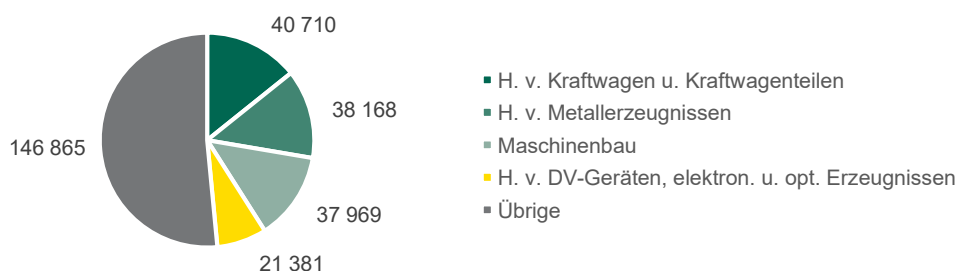 40 710
38 168
37 969
21 381
146 865
H. v. Kraftwagen u. Kraftwagenteilen
H. v. Metallerzeugnissen
Maschinenbau
H. v. DV-Geräten, elektron. u. opt. Erzeugnissen
Übrige